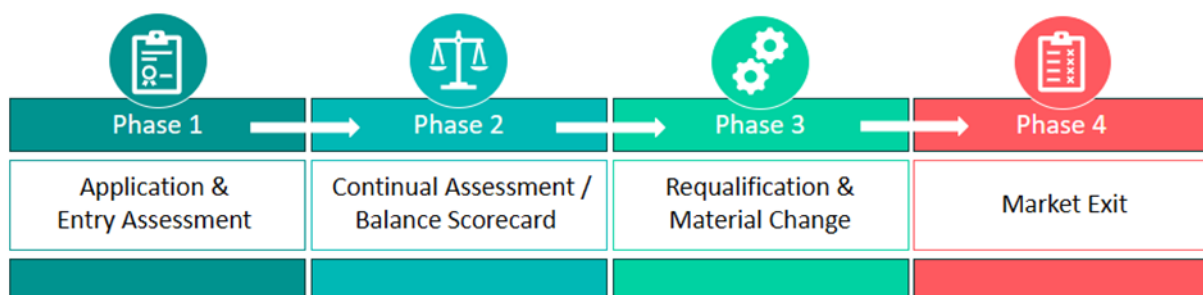 Phase 1
Phase 2
Phase 3
Phase 4
Application &
Entry Assessment
Continual Assessment /
Balance Scorecard
Requalification &
Material Change
Market Exit